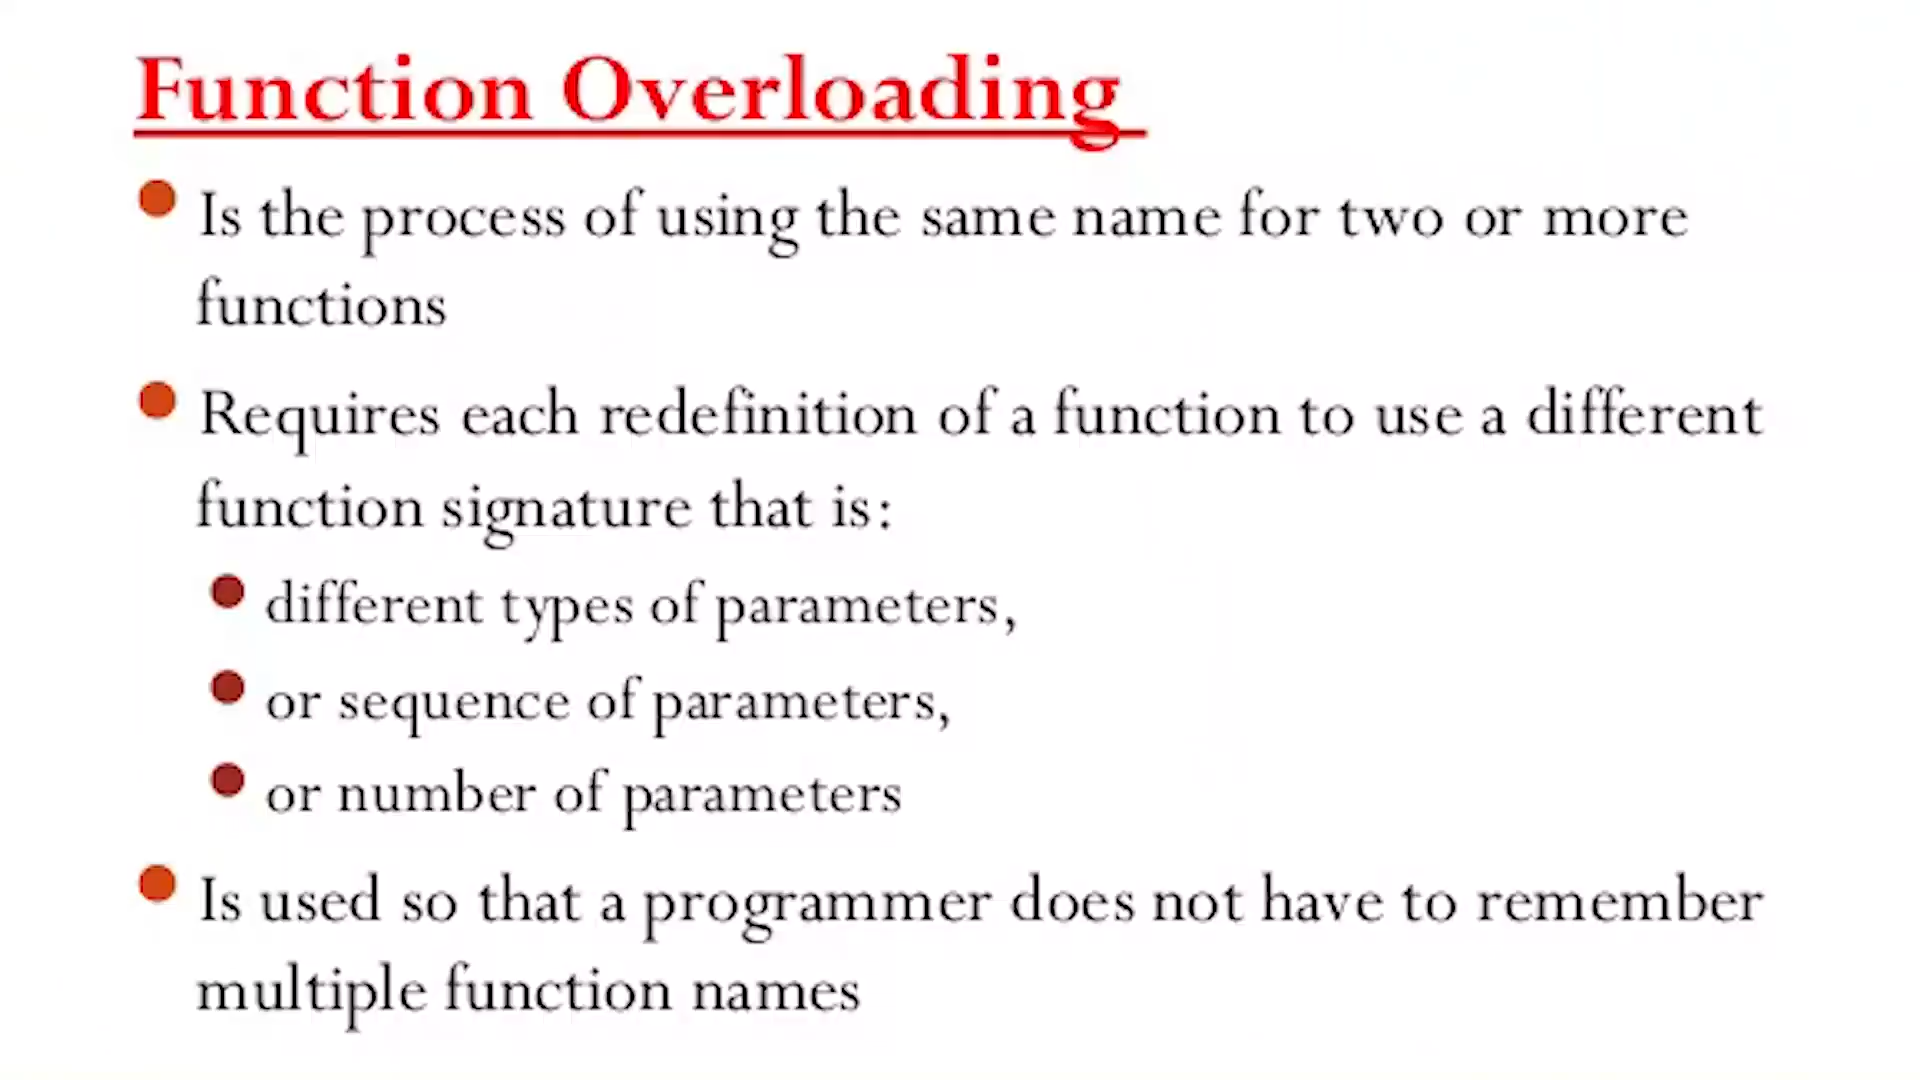 Function Overloading
Is the process of using the same name for two or more
functions
Requires each redefinition of a function to use a different
function signature that is:
different types of parameters,
or sequence of parameters,
or number of parameters
Is used so that a programmer does not have to remember
multiple function names